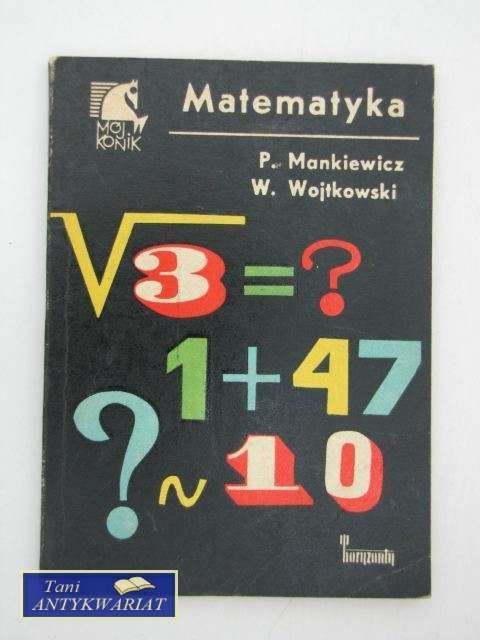 MÓJ
KONIK
Matematyka
P. Mankiewicz
W. Wojtkowski
√3=?
1+47
?~10
horyzonty
Tani
ANTYKWARIAT